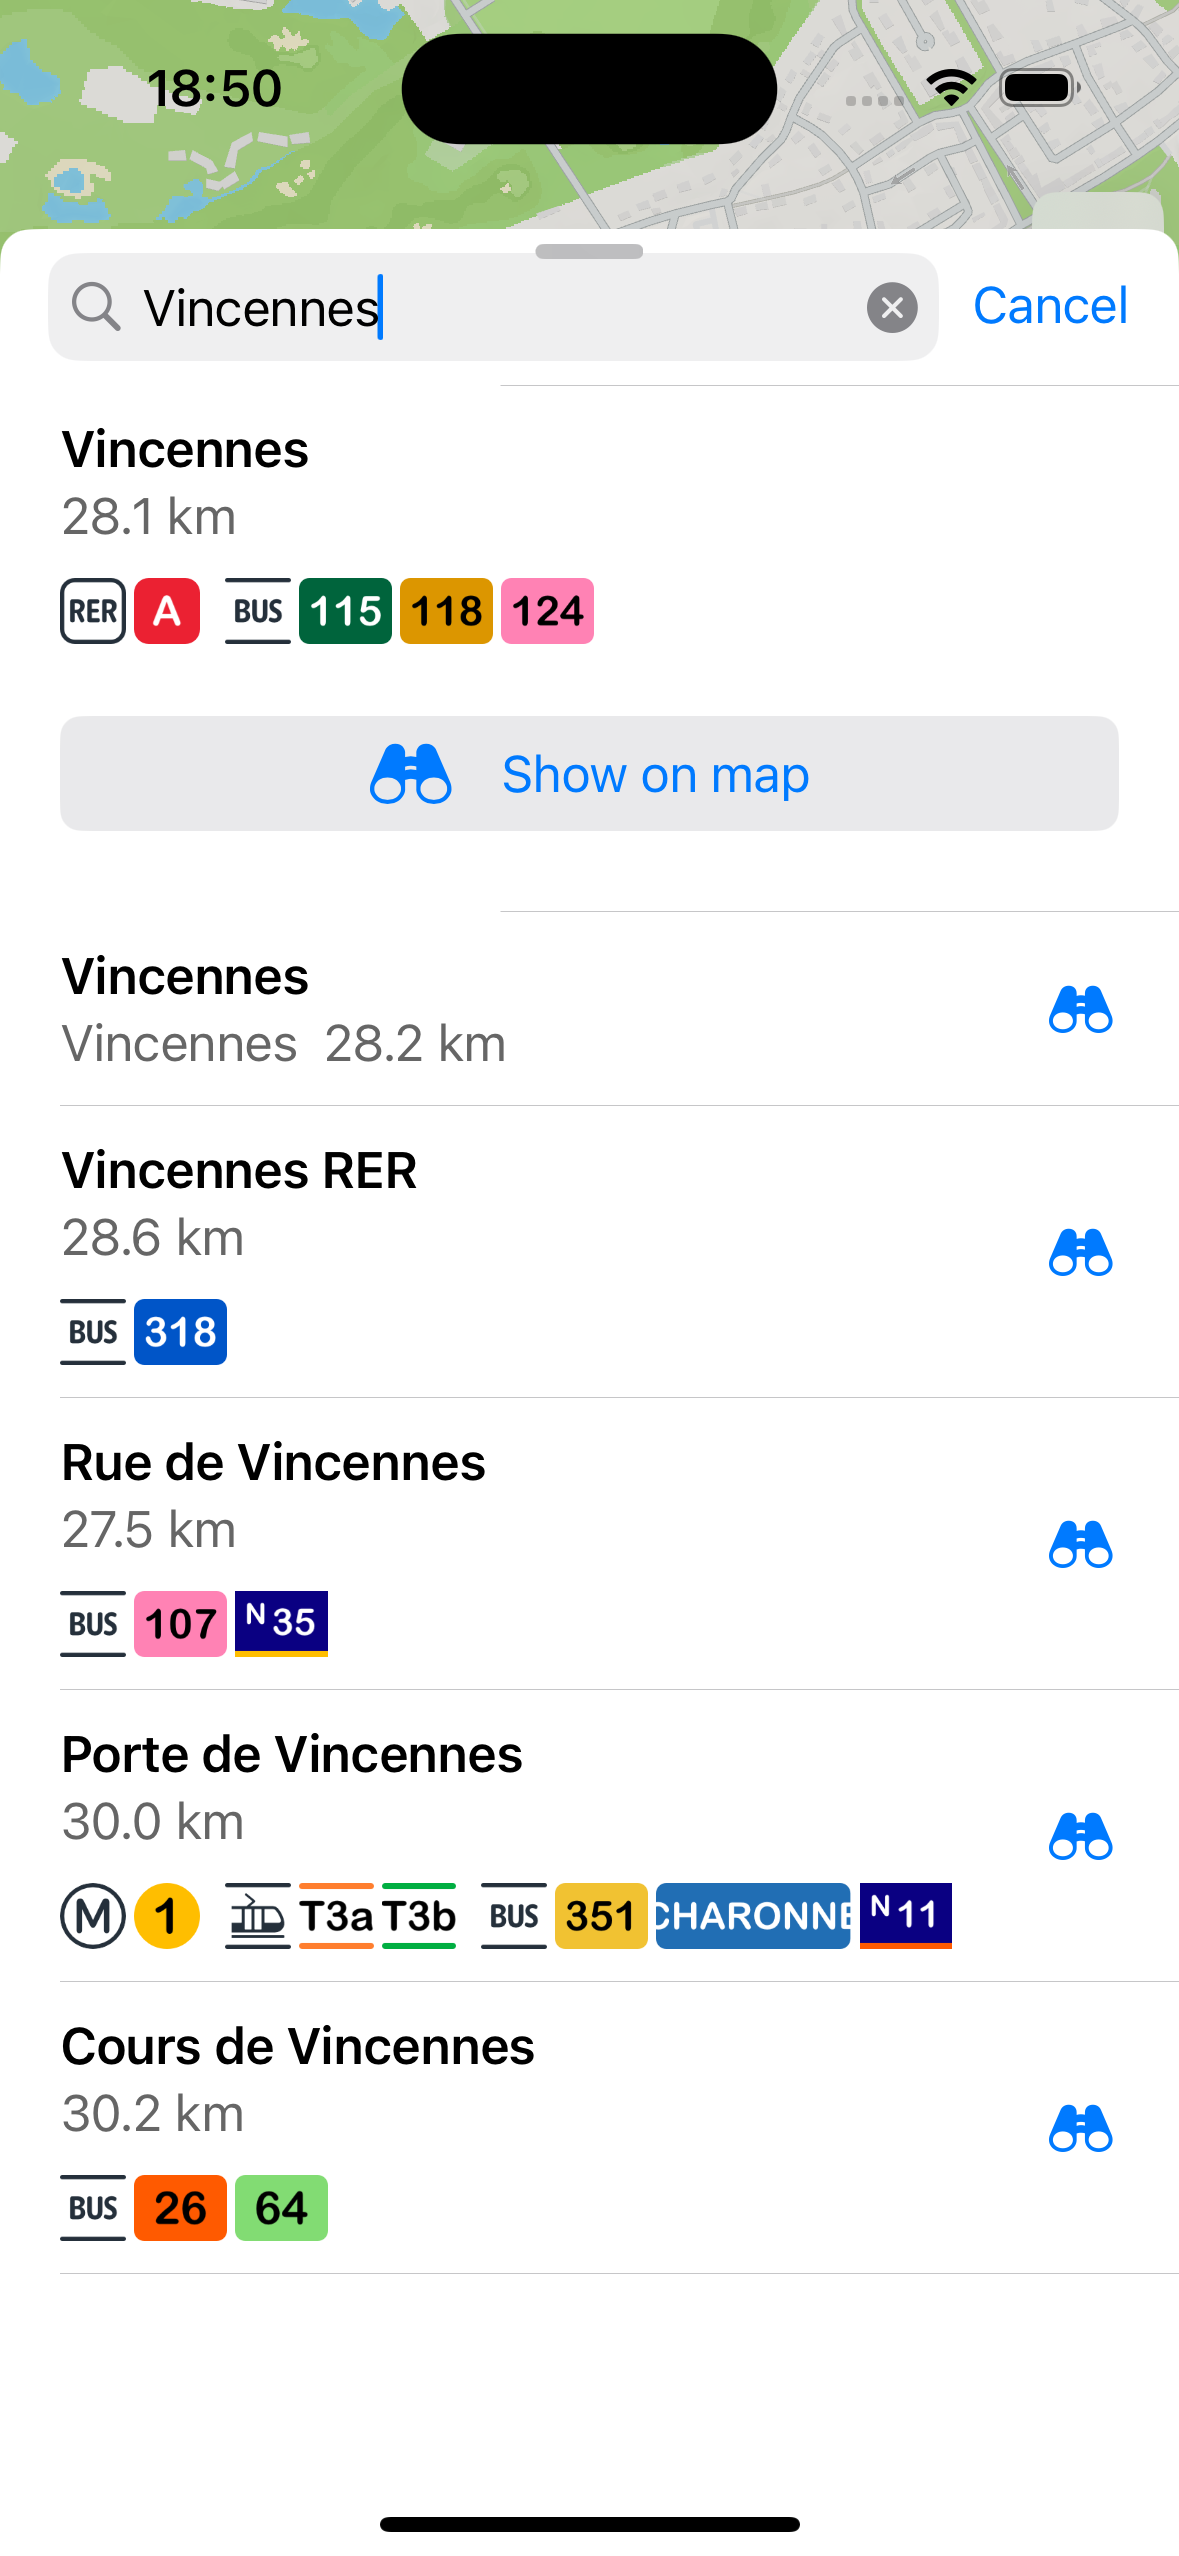 18:50
Vincennes
Cancel
Vincennes
28.1 km
RER A BUS 115 118 124
Show on map
Vincennes
Vincennes 28.2 km
Vincennes RER
28.6 km
BUS 318
Rue de Vincennes
27.5 km
BUS 107 N35
Porte de Vincennes
30.0 km
M 1 T3a T3b BUS 351 CHARONNE N11
Cours de Vincennes
30.2 km
BUS 26 64